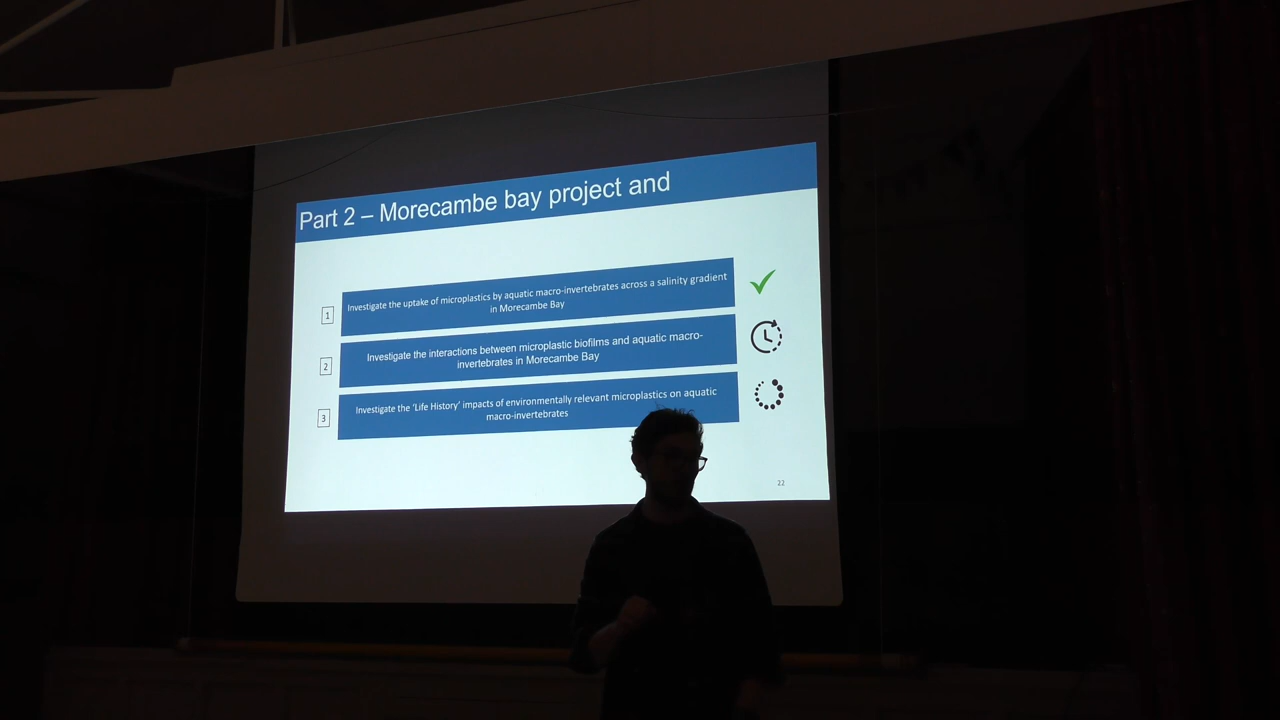 Part 2 – Morecambe bay project and
1
Investigate the uptake of microplastics by aquatic macro-invertebrates across a salinity gradient
in Morecambe Bay
2
Investigate the interactions between microplastic biofilms and aquatic macro-
invertebrates in Morecambe Bay
3
Investigate the ‘Life History’ impacts of environmentally relevant microplastics on aquatic
macro-invertebrates
22